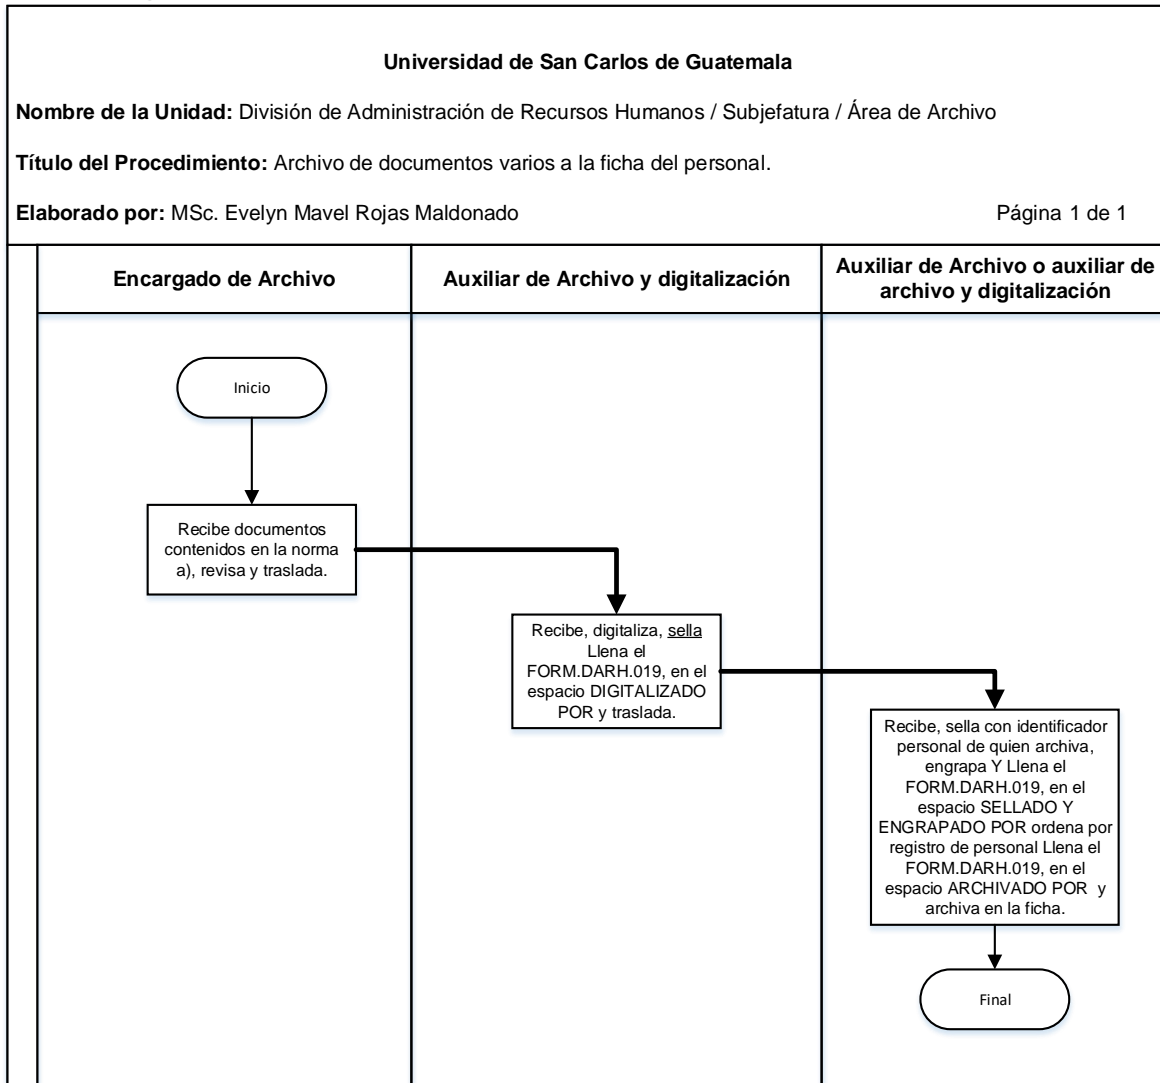 Universidad de San Carlos de Guatemala
Nombre de la Unidad: División de Administración de Recursos Humanos / Subjefatura / Área de Archivo
Título del Procedimiento: Archivo de documentos varios a la ficha del personal.
Elaborado por: MSc. Evelyn Mavel Rojas Maldonado
Página 1 de 1
Encargado de Archivo
Auxiliar de Archivo y digitalización
Auxiliar de Archivo o auxiliar de
archivo y digitalización
Inicio
Recibe documentos
contenidos en la norma
a), revisa y traslada.
Recibe, digitaliza, sella
Llena el
FORM.DARH.019, en el
espacio DIGITALIZADO
POR y traslada.
Recibe, sella con identificador
personal de quien archiva,
engrapa Y Llena el
FORM.DARH.019, en el
espacio SELLADO Y
ENGRAPADO POR ordena por
registro de personal Llena el
FORM.DARH.019, en el
espacio ARCHIVADO POR  y
archiva en la ficha.
Final